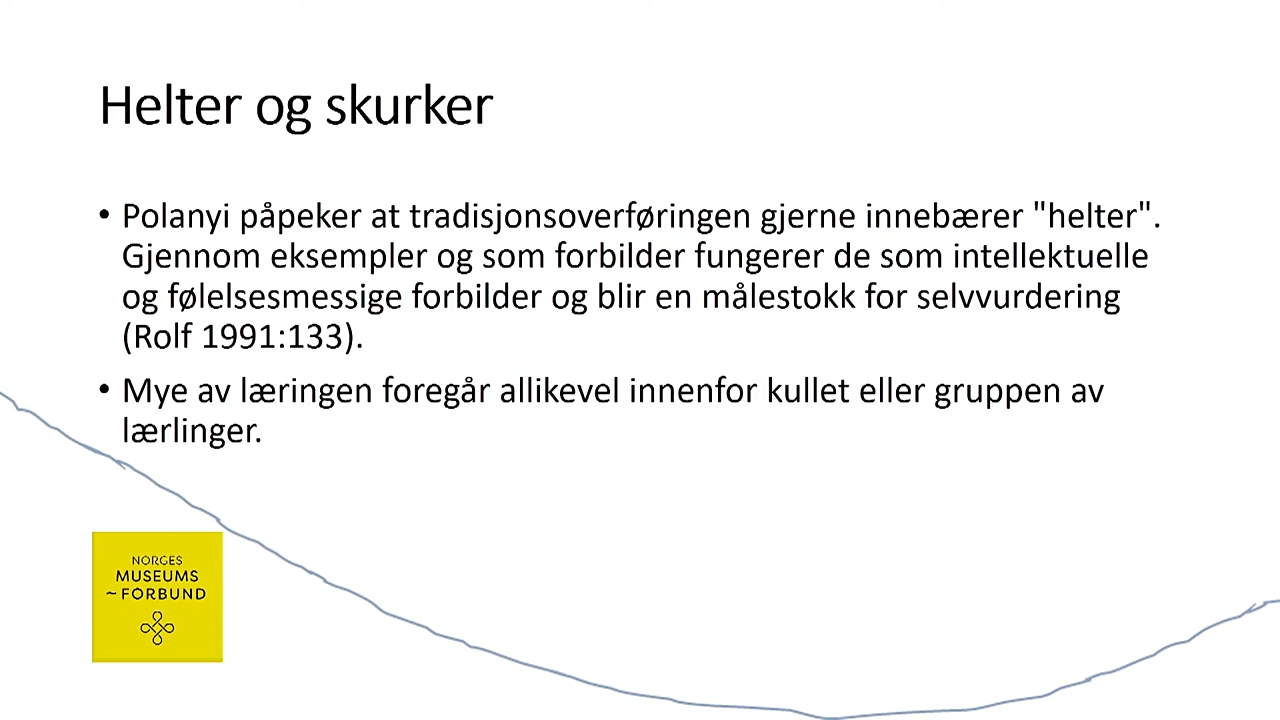 Helter og skurker
• Polanyi påpeker at tradisjonsoverføringen gjerne innebærer "helter".
Gjennom eksempler og som forbilder fungerer de som intellektuelle
og følelsesmessige forbilder og blir en målestokk for selvvurdering
(Rolf 1991:133).
• Mye av læringen foregår allikevel innenfor kullet eller gruppen av
lærlinger.
NORGES
MUSEUMS
~FORBUND